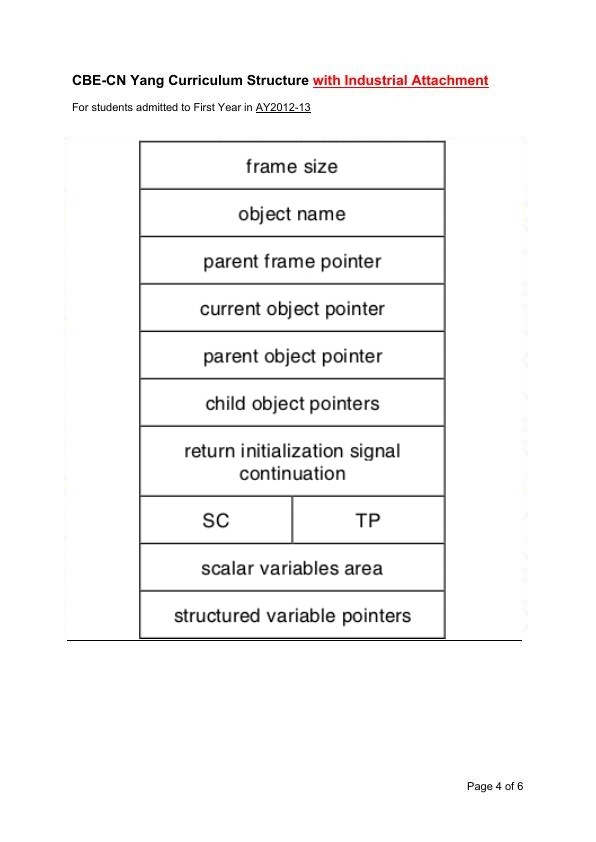 CBE-CN Yang Curriculum Structure with Industrial Attachment
For students admitted to First Year in AY2012-13
frame size
object name
parent frame pointer
current object pointer
parent object pointer
child object pointers
return initialization signal
continuation
SC TP
scalar variables area
structured variable pointers
Page 4 of 6